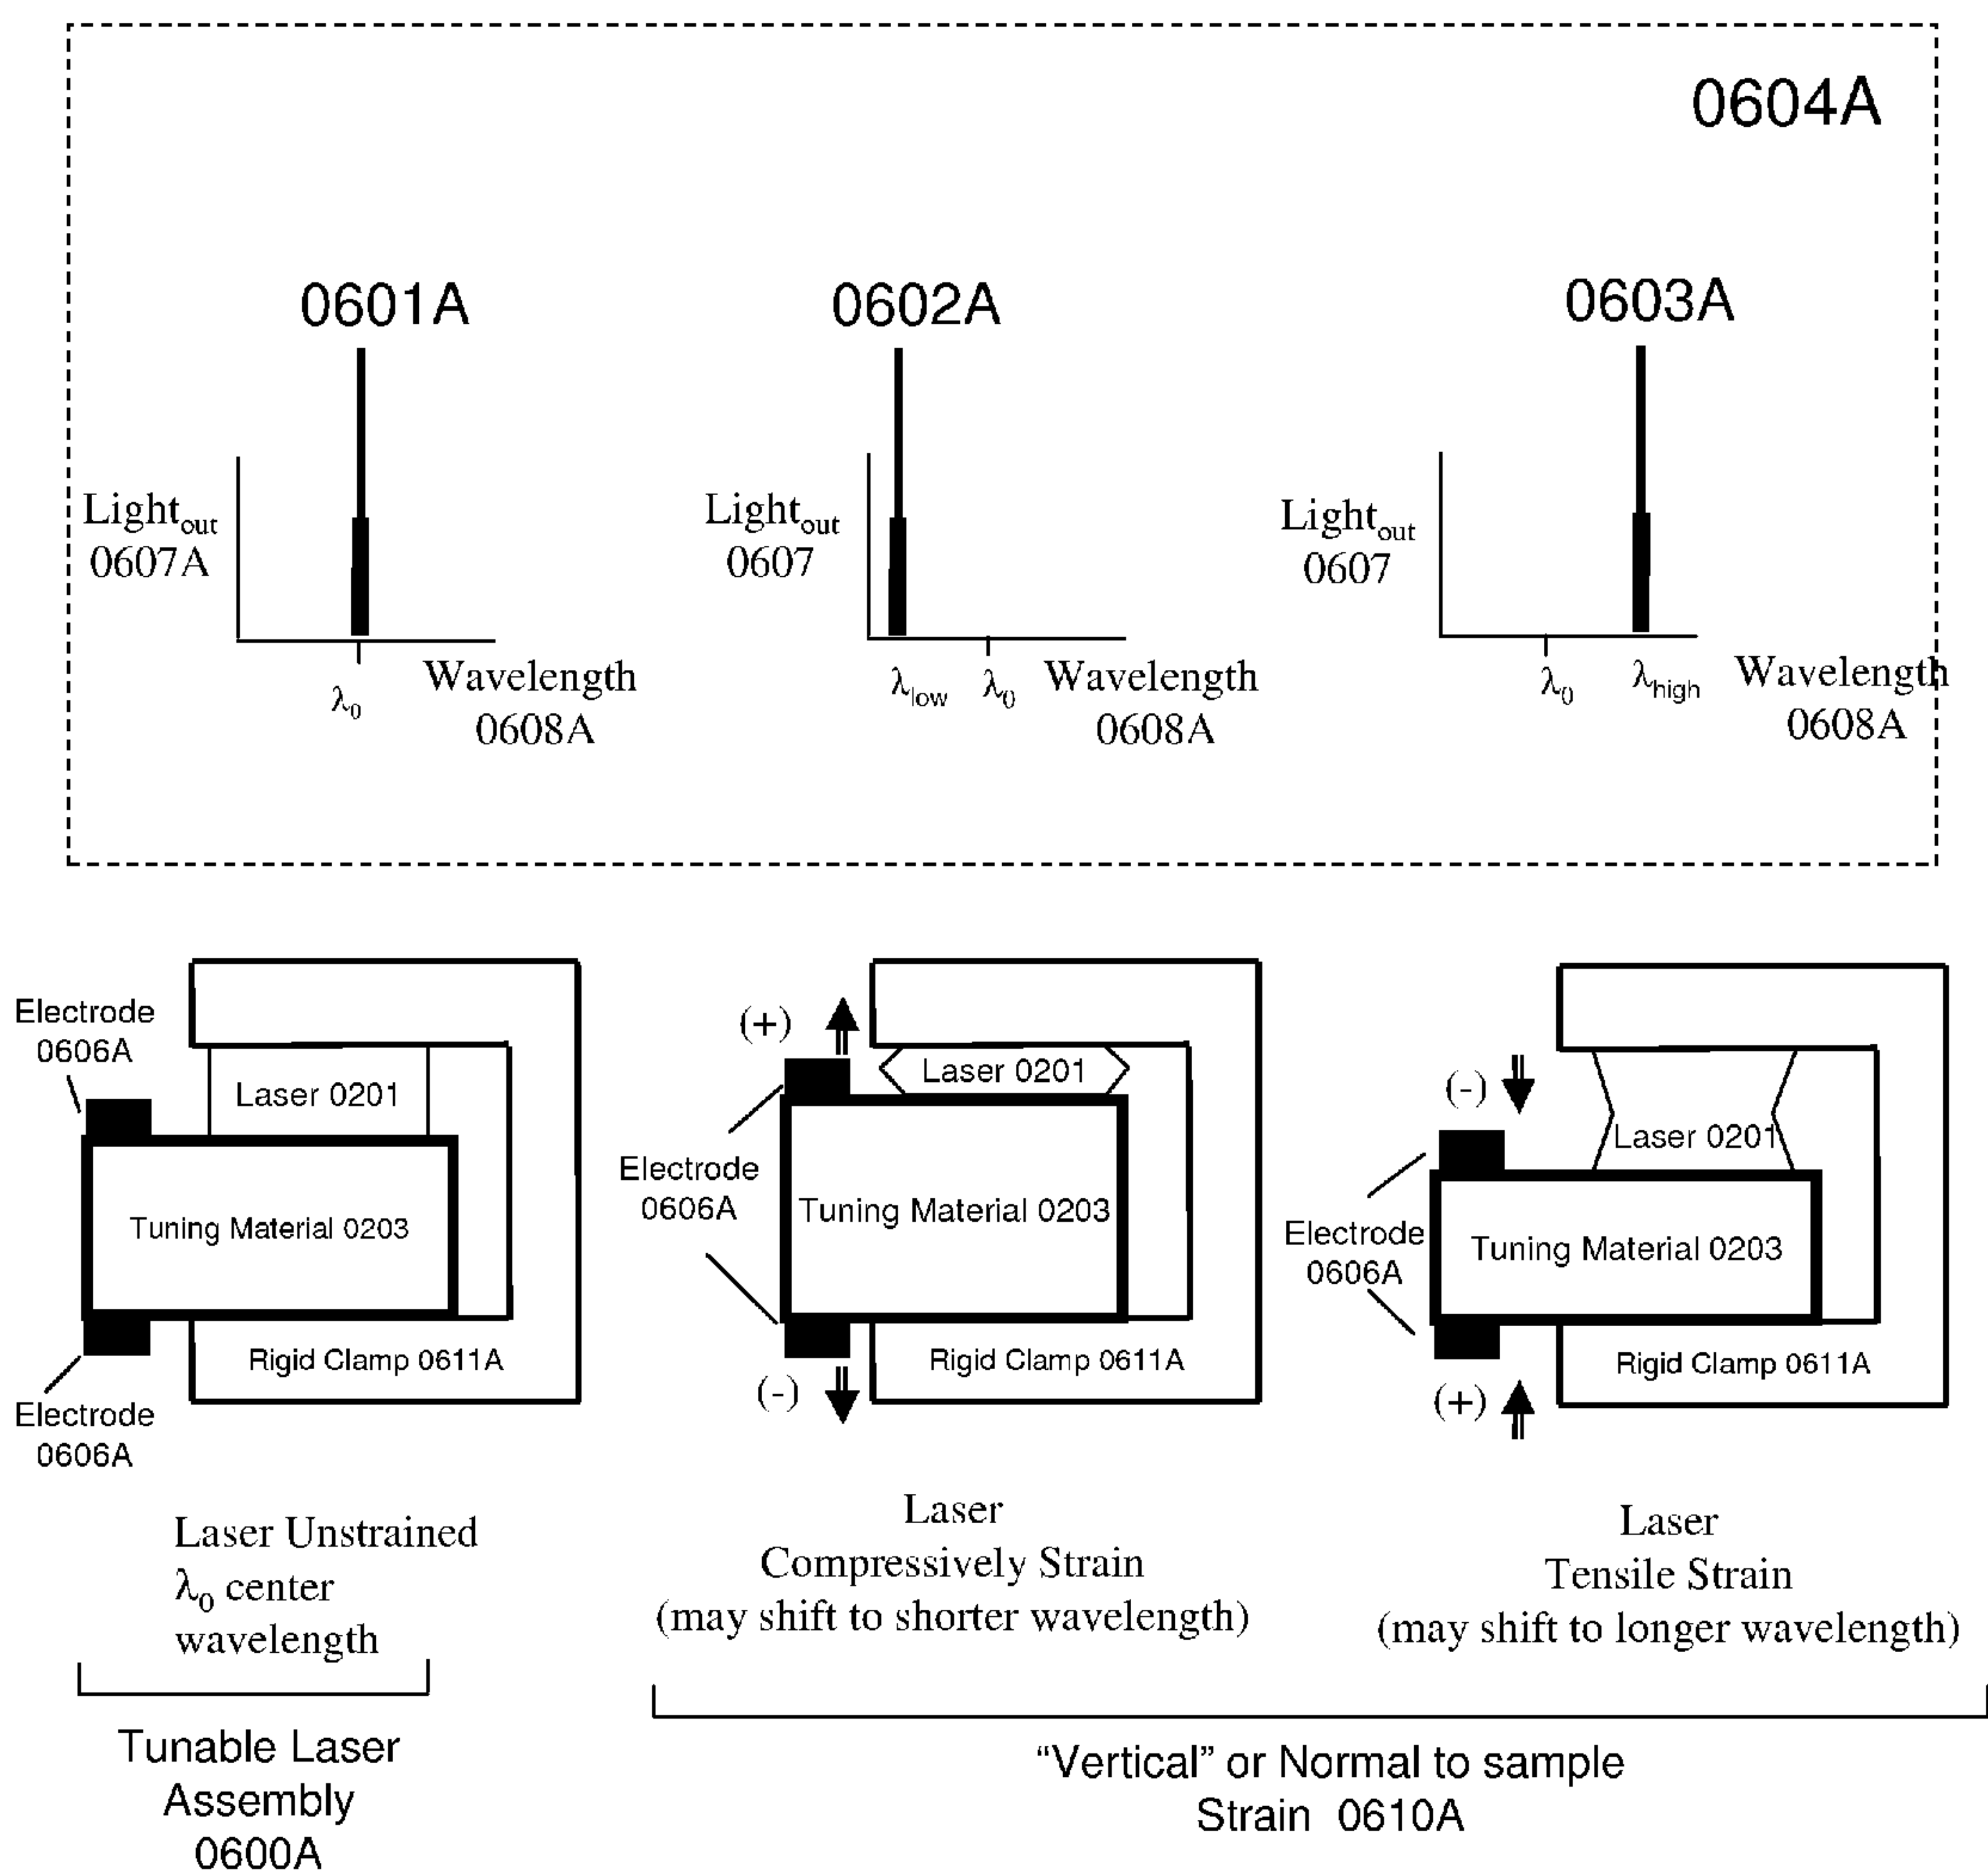 0604A
0601A
0602A
0603A
Lightout
0607A
λ0
Wavelength
0608A
Lightout
0607
λlow
λ0
Wavelength
0608A
Lightout
0607
λ0
λhigh
Wavelength
0608A
Electrode
0606A
Laser 0201
Tuning Material 0203
Rigid Clamp 0611A
Electrode
0606A
(+)
Laser 0201
Electrode
0606A
Tuning Material 0203
Rigid Clamp 0611A
(-)
(-)
Laser 0201
Electrode
0606A
Tuning Material 0203
Rigid Clamp 0611A
(+)
Laser Unstrained
λ0 center
wavelength
Laser
Compressively Strain
(may shift to shorter wavelength)
Laser
Tensile Strain
(may shift to longer wavelength)
Tunable Laser
Assembly
0600A
“Vertical” or Normal to sample
Strain 0610A